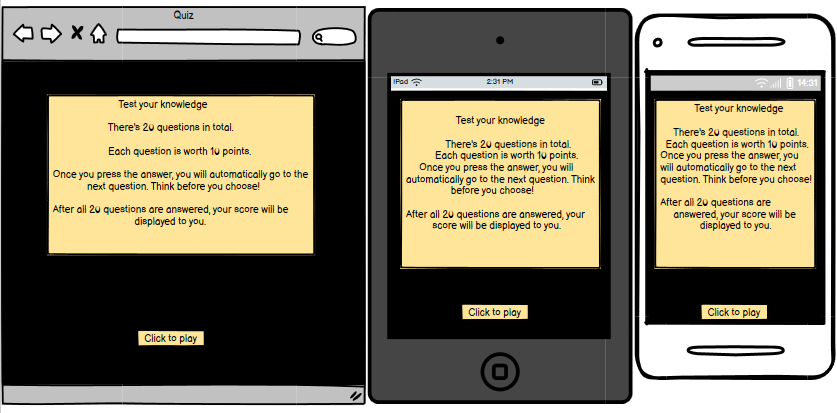 Quiz
Test your knowledge
There's 20 questions in total.
Each question is worth 10 points.
Once you press the answer, you will automatically go to the
next question. Think before you choose!
After all 20 questions are answered, your score will be
displayed to you.
Click to play
iPad
2:31 PM
Test your knowledge
There's 20 questions in total.
Each question is worth 10 points.
Once you press the answer, you will
automatically go to the next question. Think
before you choose!
After all 20 questions are answered, your
score will be displayed to you.
Click to play
14:31
Test your knowledge
There's 20 questions in total.
Each question is worth 10 points.
Once you press the answer, you
will automatically go to the next
question. Think before you choose!
After all 20 questions are
answered, your score will be
displayed to you.
Click to play